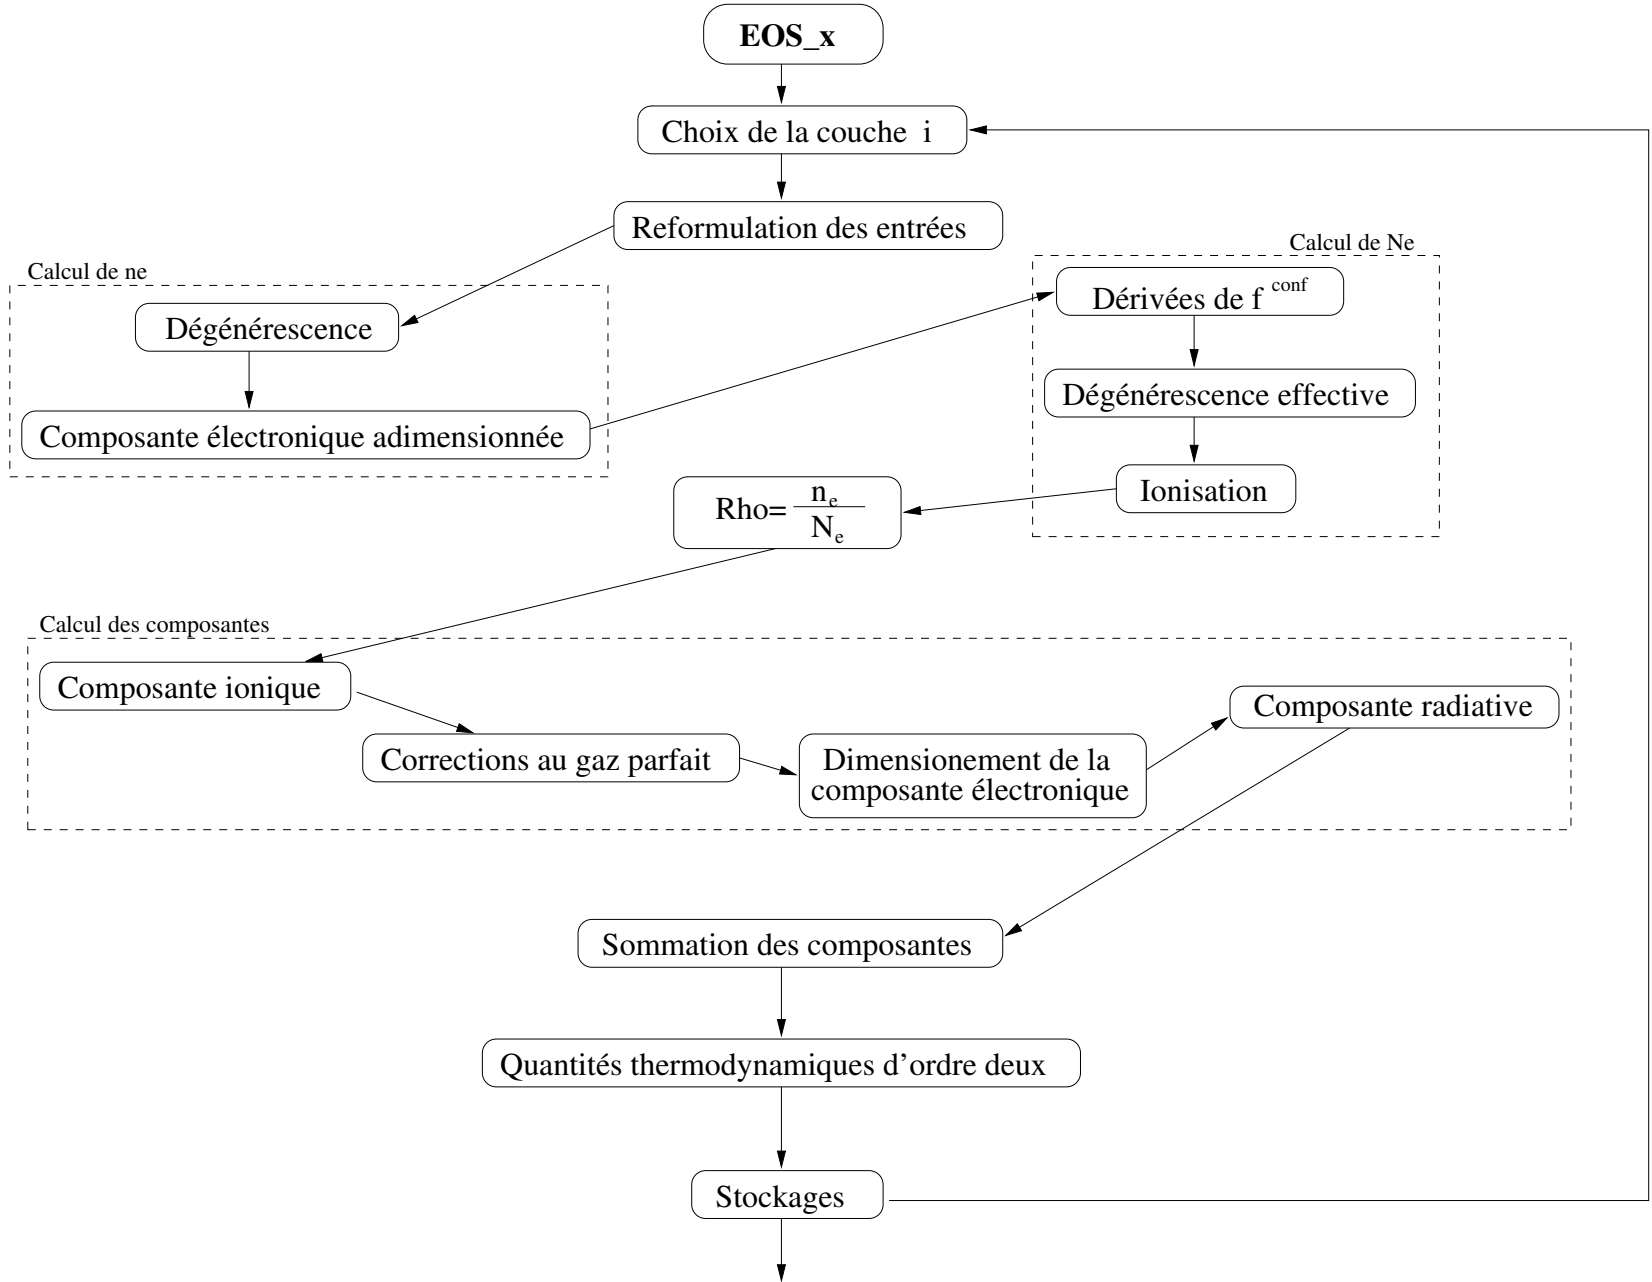 EOS_x
Choix de la couche i
Reformulation des entrées
Calcul de ne
Dégénérescence
Composante électronique adimensionnée
Calcul de Ne
Dérivées de f conf
Dégénérescence effective
Ionisation
Rho= n_e / N_e
Calcul des composantes
Composante ionique
Corrections au gaz parfait
Dimensionement de la
composante électronique
Composante radiative
Sommation des composantes
Quantités thermodynamiques d'ordre deux
Stockages